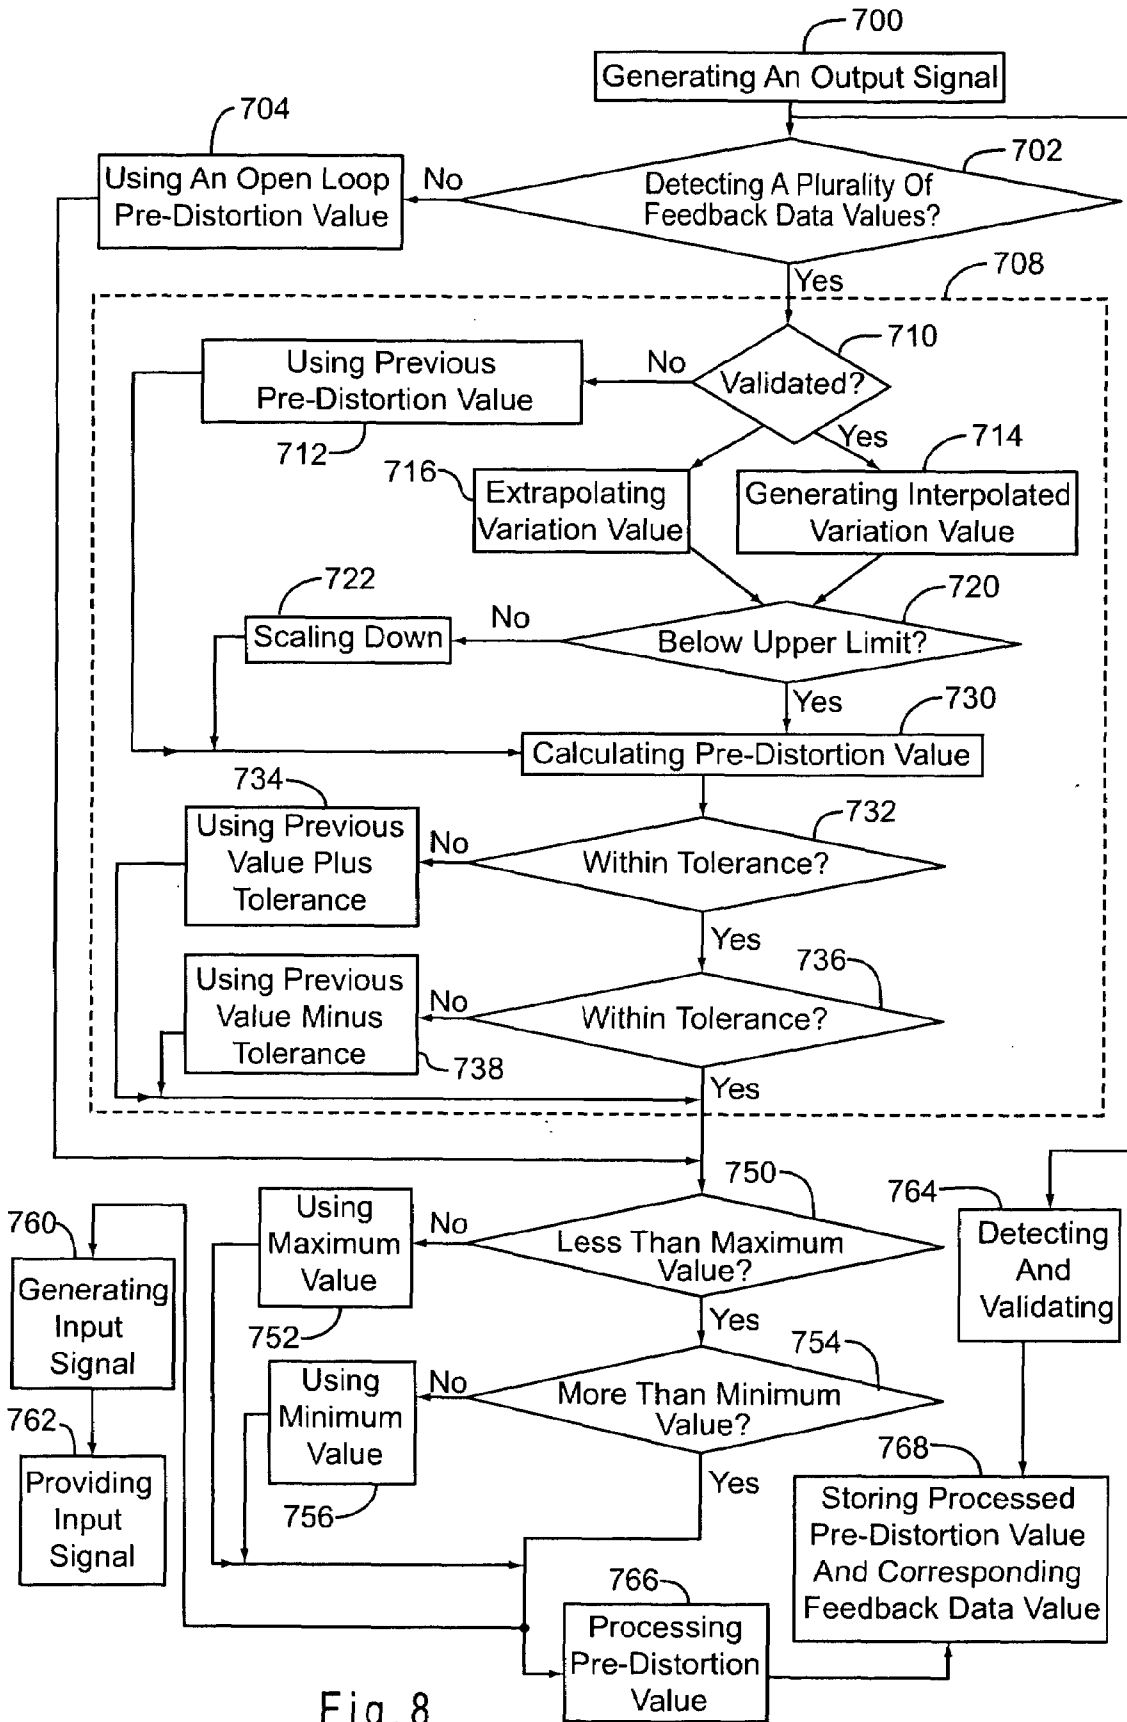 700
Generating An Output Signal
704
702
Using An Open Loop
Pre-Distortion Value
No
Detecting A Plurality Of
Feedback Data Values?
Yes
708
710
Using Previous
Pre-Distortion Value
No
Validated?
712
Yes
714
716
Extrapolating
Variation Value
Generating Interpolated
Variation Value
722
720
Scaling Down
No
Below Upper Limit?
Yes
730
Calculating Pre-Distortion Value
734
732
Using Previous
Value Plus
Tolerance
No
Within Tolerance?
Yes
736
Using Previous
Value Minus
Tolerance
No
Within Tolerance?
738
Yes
750
764
760
Using
Maximum
Value
No
Less Than Maximum
Value?
Detecting
And
Validating
Generating
Input
Signal
752
Yes
754
Using
Minimum
Value
No
More Than Minimum
Value?
762
768
Providing
Input
Signal
756
Yes
Storing Processed
Pre-Distortion Value
And Corresponding
Feedback Data Value
766
Processing
Pre-Distortion
Value
Fig. 8